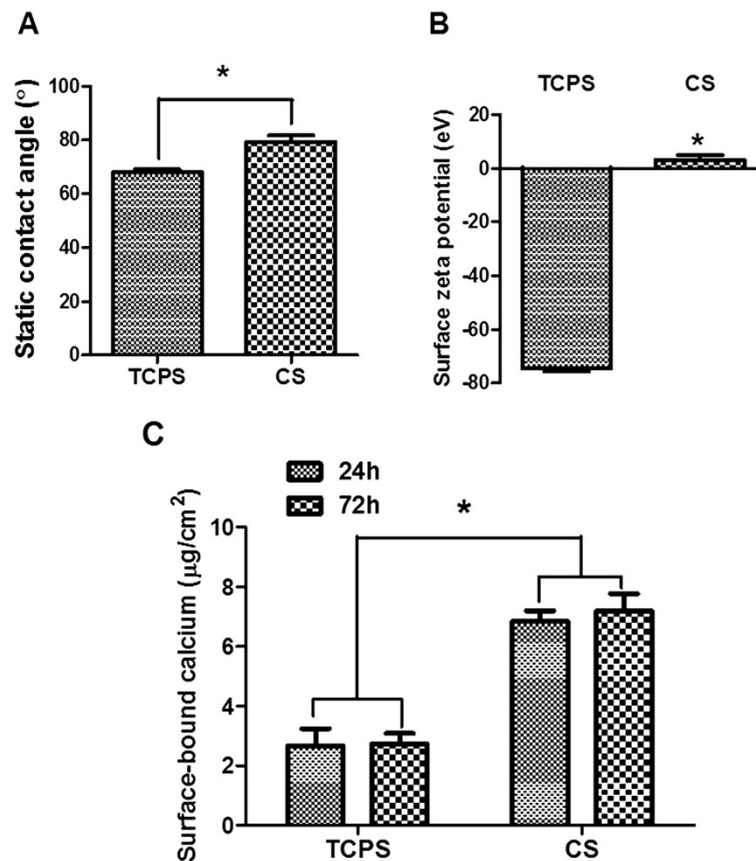 A
Static contact angle (°)
100
80
60
40
20
0
*
TCPS
CS
B
TCPS
CS
Surface zeta potential (eV)
20
0
-20
-40
-60
-80
*
C
24h
72h
Surface-bound calcium (μg/cm²)
10
8
6
4
2
0
*
TCPS
CS